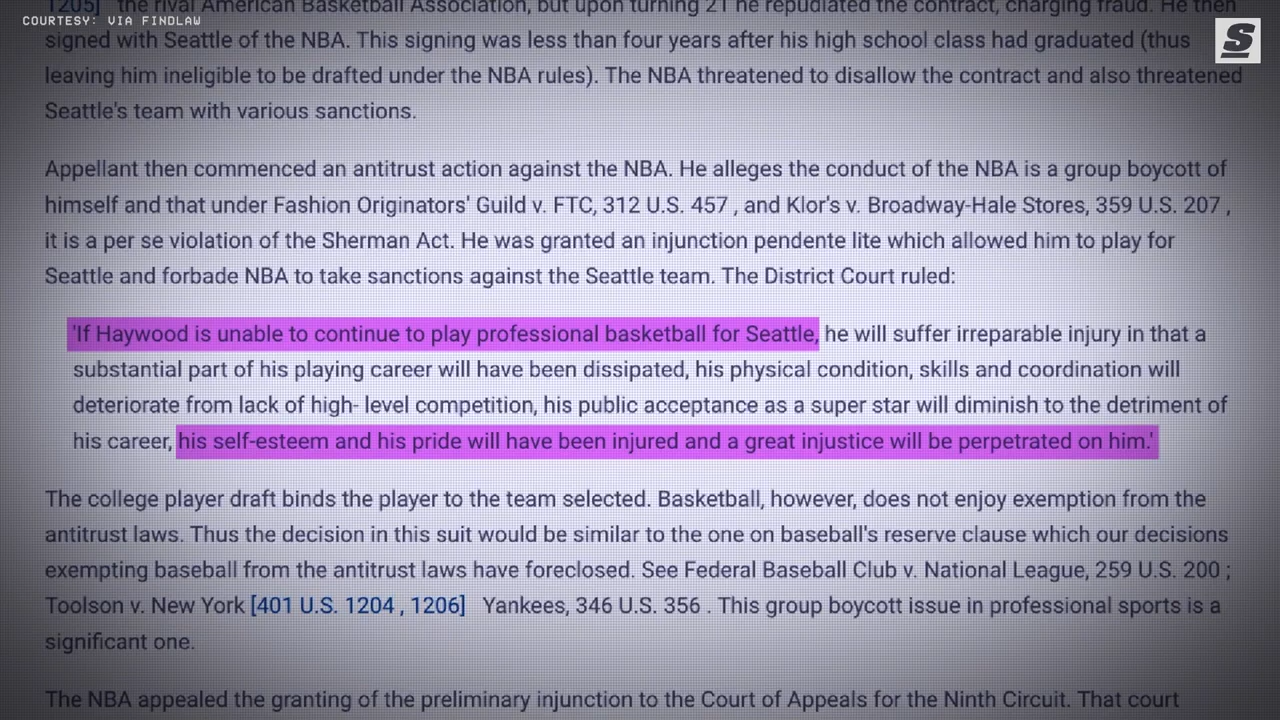 1205] the rival American Basketball Association, but upon turning 21 he repudiated the contract, charging fraud. He then
COURTESY: VIA FINDLAW
S
signed with Seattle of the NBA. This signing was less than four years after his high school class had graduated (thus
leaving him ineligible to be drafted under the NBA rules). The NBA threatened to disallow the contract and also threatened
Seattle's team with various sanctions.
Appellant then commenced an antitrust action against the NBA. He alleges the conduct of the NBA is a group boycott of
himself and that under Fashion Originators' Guild v. FTC, 312 U.S. 457 , and Klor's v. Broadway-Hale Stores, 359 U.S. 207 ,
it is a per se violation of the Sherman Act. He was granted an injunction pendente lite which allowed him to play for
Seattle and forbade NBA to take sanctions against the Seattle team. The District Court ruled:
'If Haywood is unable to continue to play professional basketball for Seattle, he will suffer irreparable injury in that a
substantial part of his playing career will have been dissipated, his physical condition, skills and coordination will
deteriorate from lack of high- level competition, his public acceptance as a super star will diminish to the detriment of
his career, his self-esteem and his pride will have been injured and a great injustice will be perpetrated on him.'
The college player draft binds the player to the team selected. Basketball, however, does not enjoy exemption from the
antitrust laws. Thus the decision in this suit would be similar to the one on baseball's reserve clause which our decisions
exempting baseball from the antitrust laws have foreclosed. See Federal Baseball Club v. National League, 259 U.S. 200 ;
Toolson v. New York [401 U.S. 1204 , 1206] Yankees, 346 U.S. 356 . This group boycott issue in professional sports is a
significant one.
The NBA appealed the granting of the preliminary injunction to the Court of Appeals for the Ninth Circuit. That court